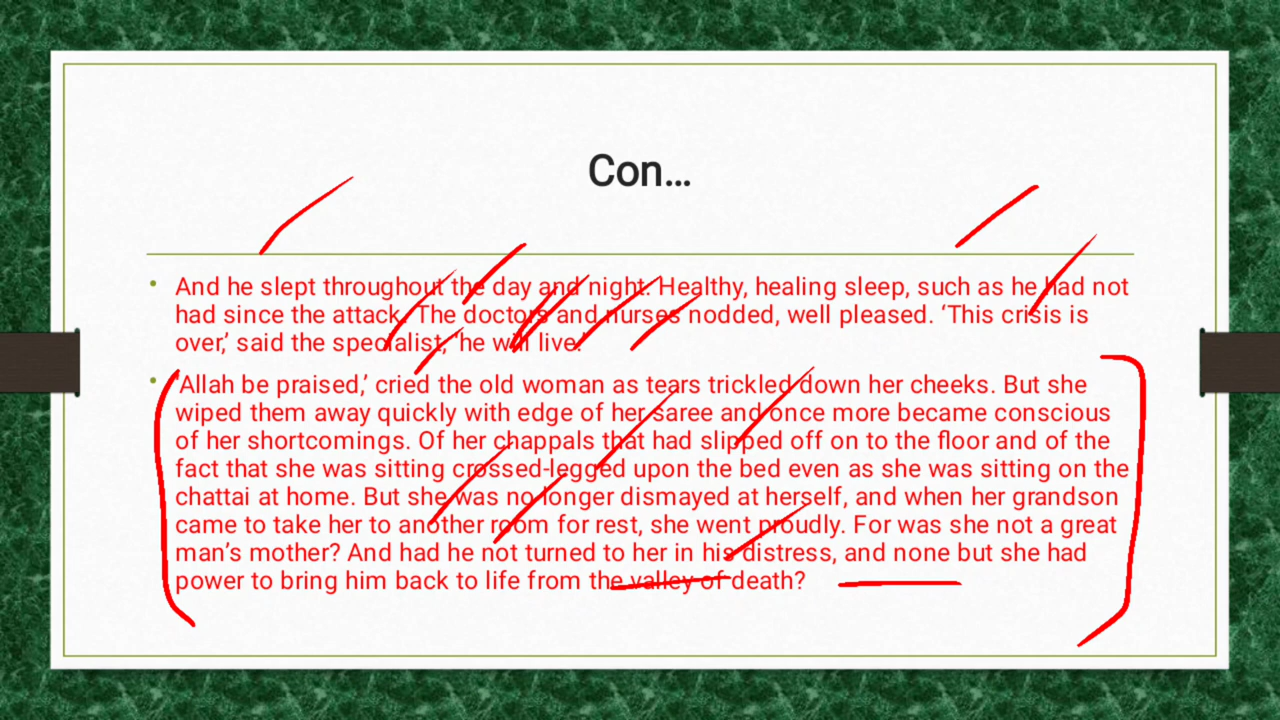 Con...
• And he slept throughout the day and night. Healthy, healing sleep, such as he had not
had since the attack. The doctors and nurses nodded, well pleased. ‘This crisis is
over,’ said the specialist, ‘he will live.’
• ‘Allah be praised,’ cried the old woman as tears trickled down her cheeks. But she
wiped them away quickly with edge of her saree and once more became conscious
of her shortcomings. Of her chappals that had slipped off on to the floor and of the
fact that she was sitting crossed-legged upon the bed even as she was sitting on the
chattai at home. But she was no longer dismayed at herself, and when her grandson
came to take her to another room for rest, she went proudly. For was she not a great
man’s mother? And had he not turned to her in his distress, and none but she had
power to bring him back to life from the valley of death?